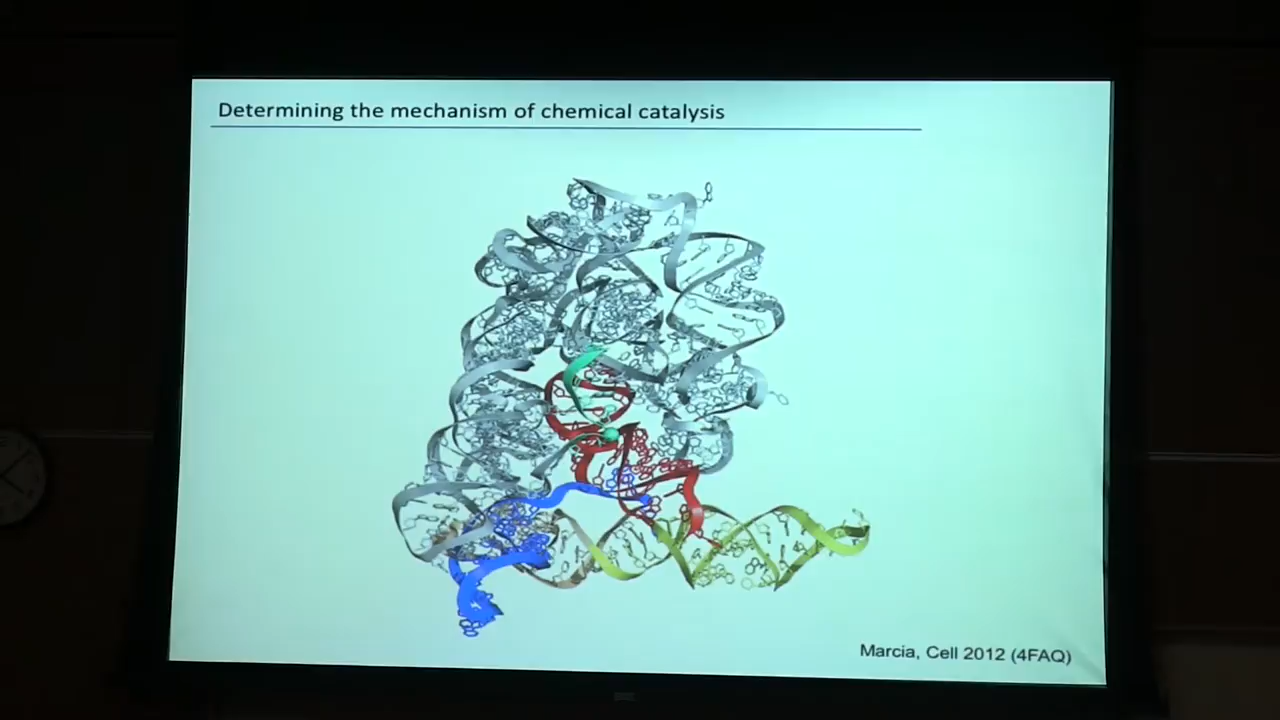 Determining the mechanism of chemical catalysis
Marcia, Cell 2012 (4FAQ)